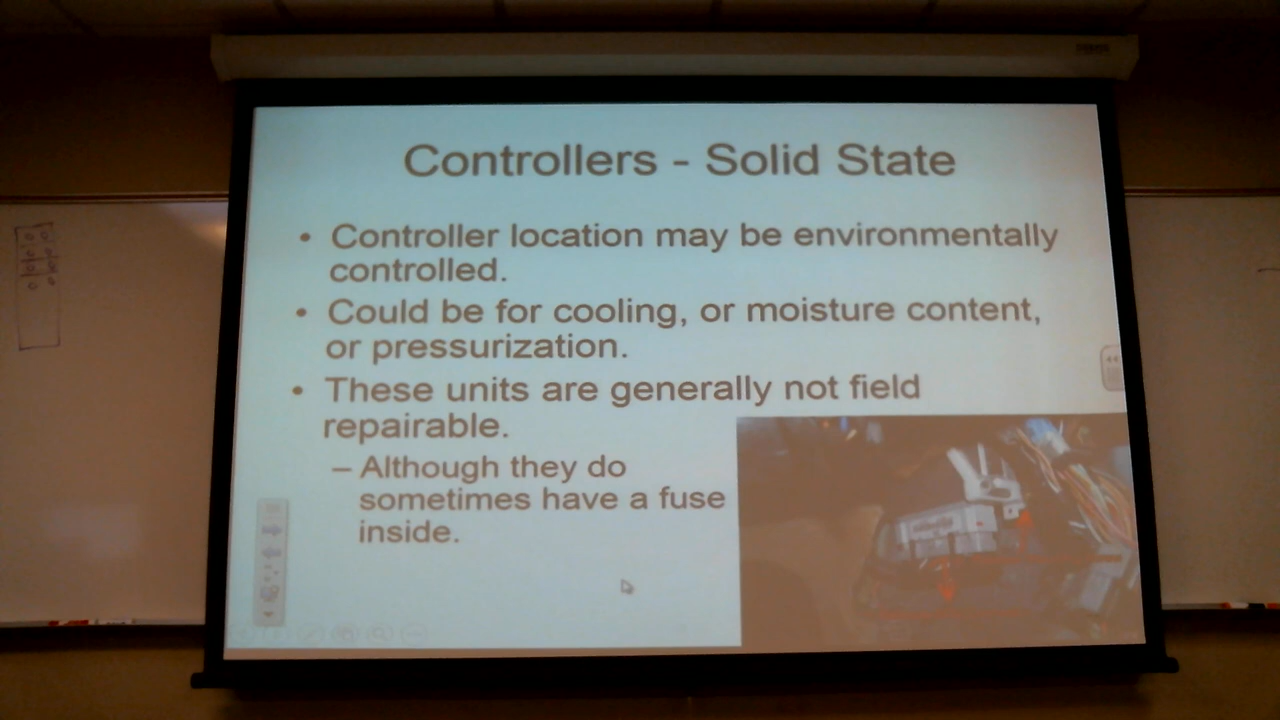 Controllers - Solid State
• Controller location may be environmentally
controlled.
• Could be for cooling, or moisture content,
or pressurization.
• These units are generally not field
repairable.
– Although they do
sometimes have a fuse
inside.